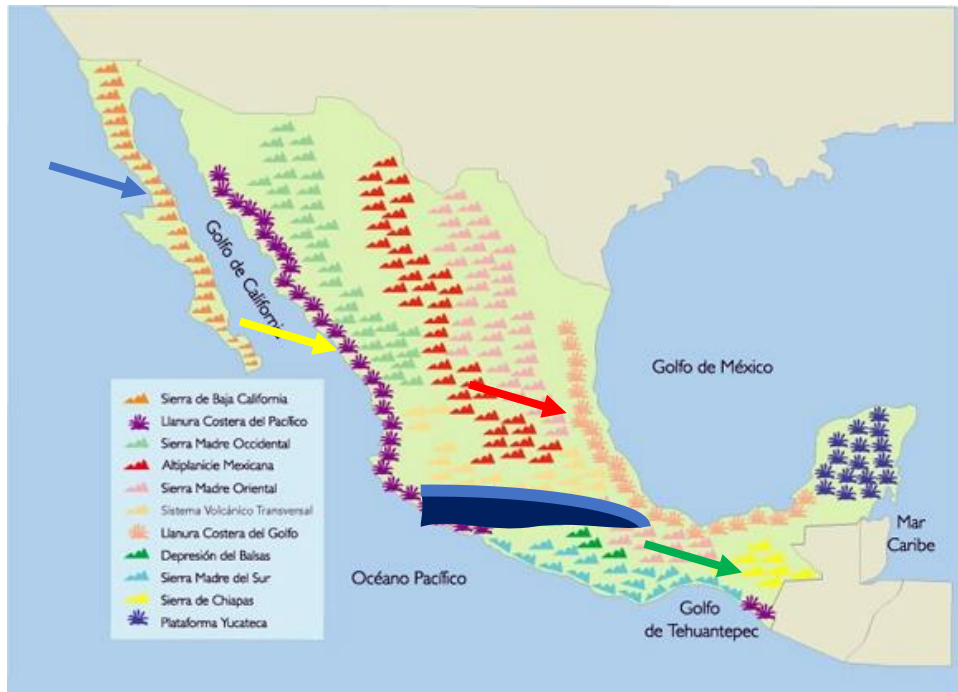 Golfo de California
Golfo de México
Sierra de Baja California
Llanura Costera del Pacífico
Sierra Madre Occidental
Altiplanicie Mexicana
Sierra Madre Oriental
Sistema Volcánico Transversal
Llanura Costera del Golfo
Depresión del Balsas
Sierra Madre del Sur
Sierra de Chiapas
Plataforma Yucateca
Mar
Caribe
Océano Pacífico
Golfo
de Tehuantepec